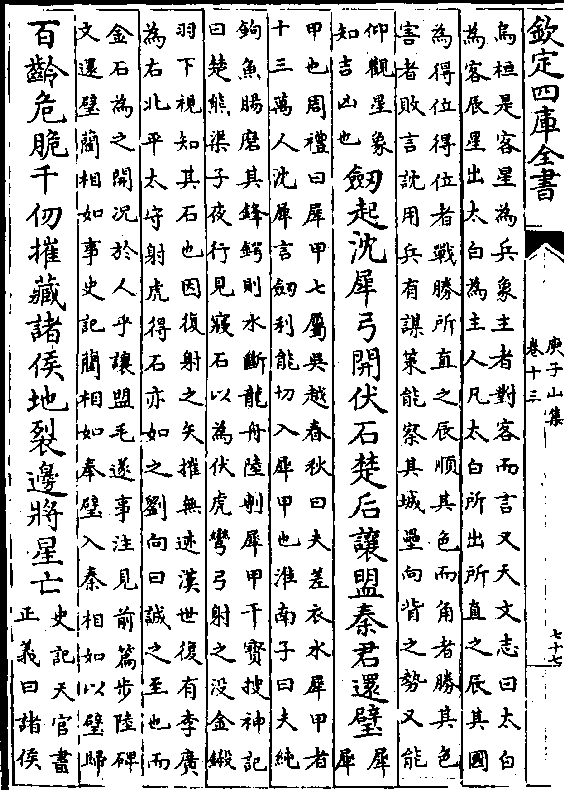 欽定四庫全書
庾子山集
卷十三
七十七
烏桓是客星為兵象主者對客而言又天文志曰太白
為客辰星出太白為主人凡太白所出所直之辰其國
為得位得位者戰勝所直之辰順其色而角者勝其色
害者敗言訧用兵有謀策能察其城壘向背之勢又能
仰觀星象
知吉凶也
劒起沈犀弓開伏石楚后讓盟秦君還璧
犀
犀
甲也周禮曰犀甲七屬吳越春秋曰夫差衣水犀甲者
十三萬人沈犀言劒利能切入犀甲也淮南子曰夫純
鉤魚腸磨其鋒鍔則水斷龍舟陸剸犀甲干寶搜神記
曰楚熊渠子夜行見寢石以為伏虎彎弓射之没金鎩
羽下視知其石也因復射之矢摧無迹漢世復有李廣
為右北平太守射虎得石亦如之劉向曰誠之至也而
金石為之開況於人乎讓盟毛遂事注見前篇步陸碑
文還璧藺相如事史記藺相如奉璧入秦相如以璧歸
百齡危脆千仞摧藏諸侯地裂邊將星亡
史記天官書
正義曰諸侯